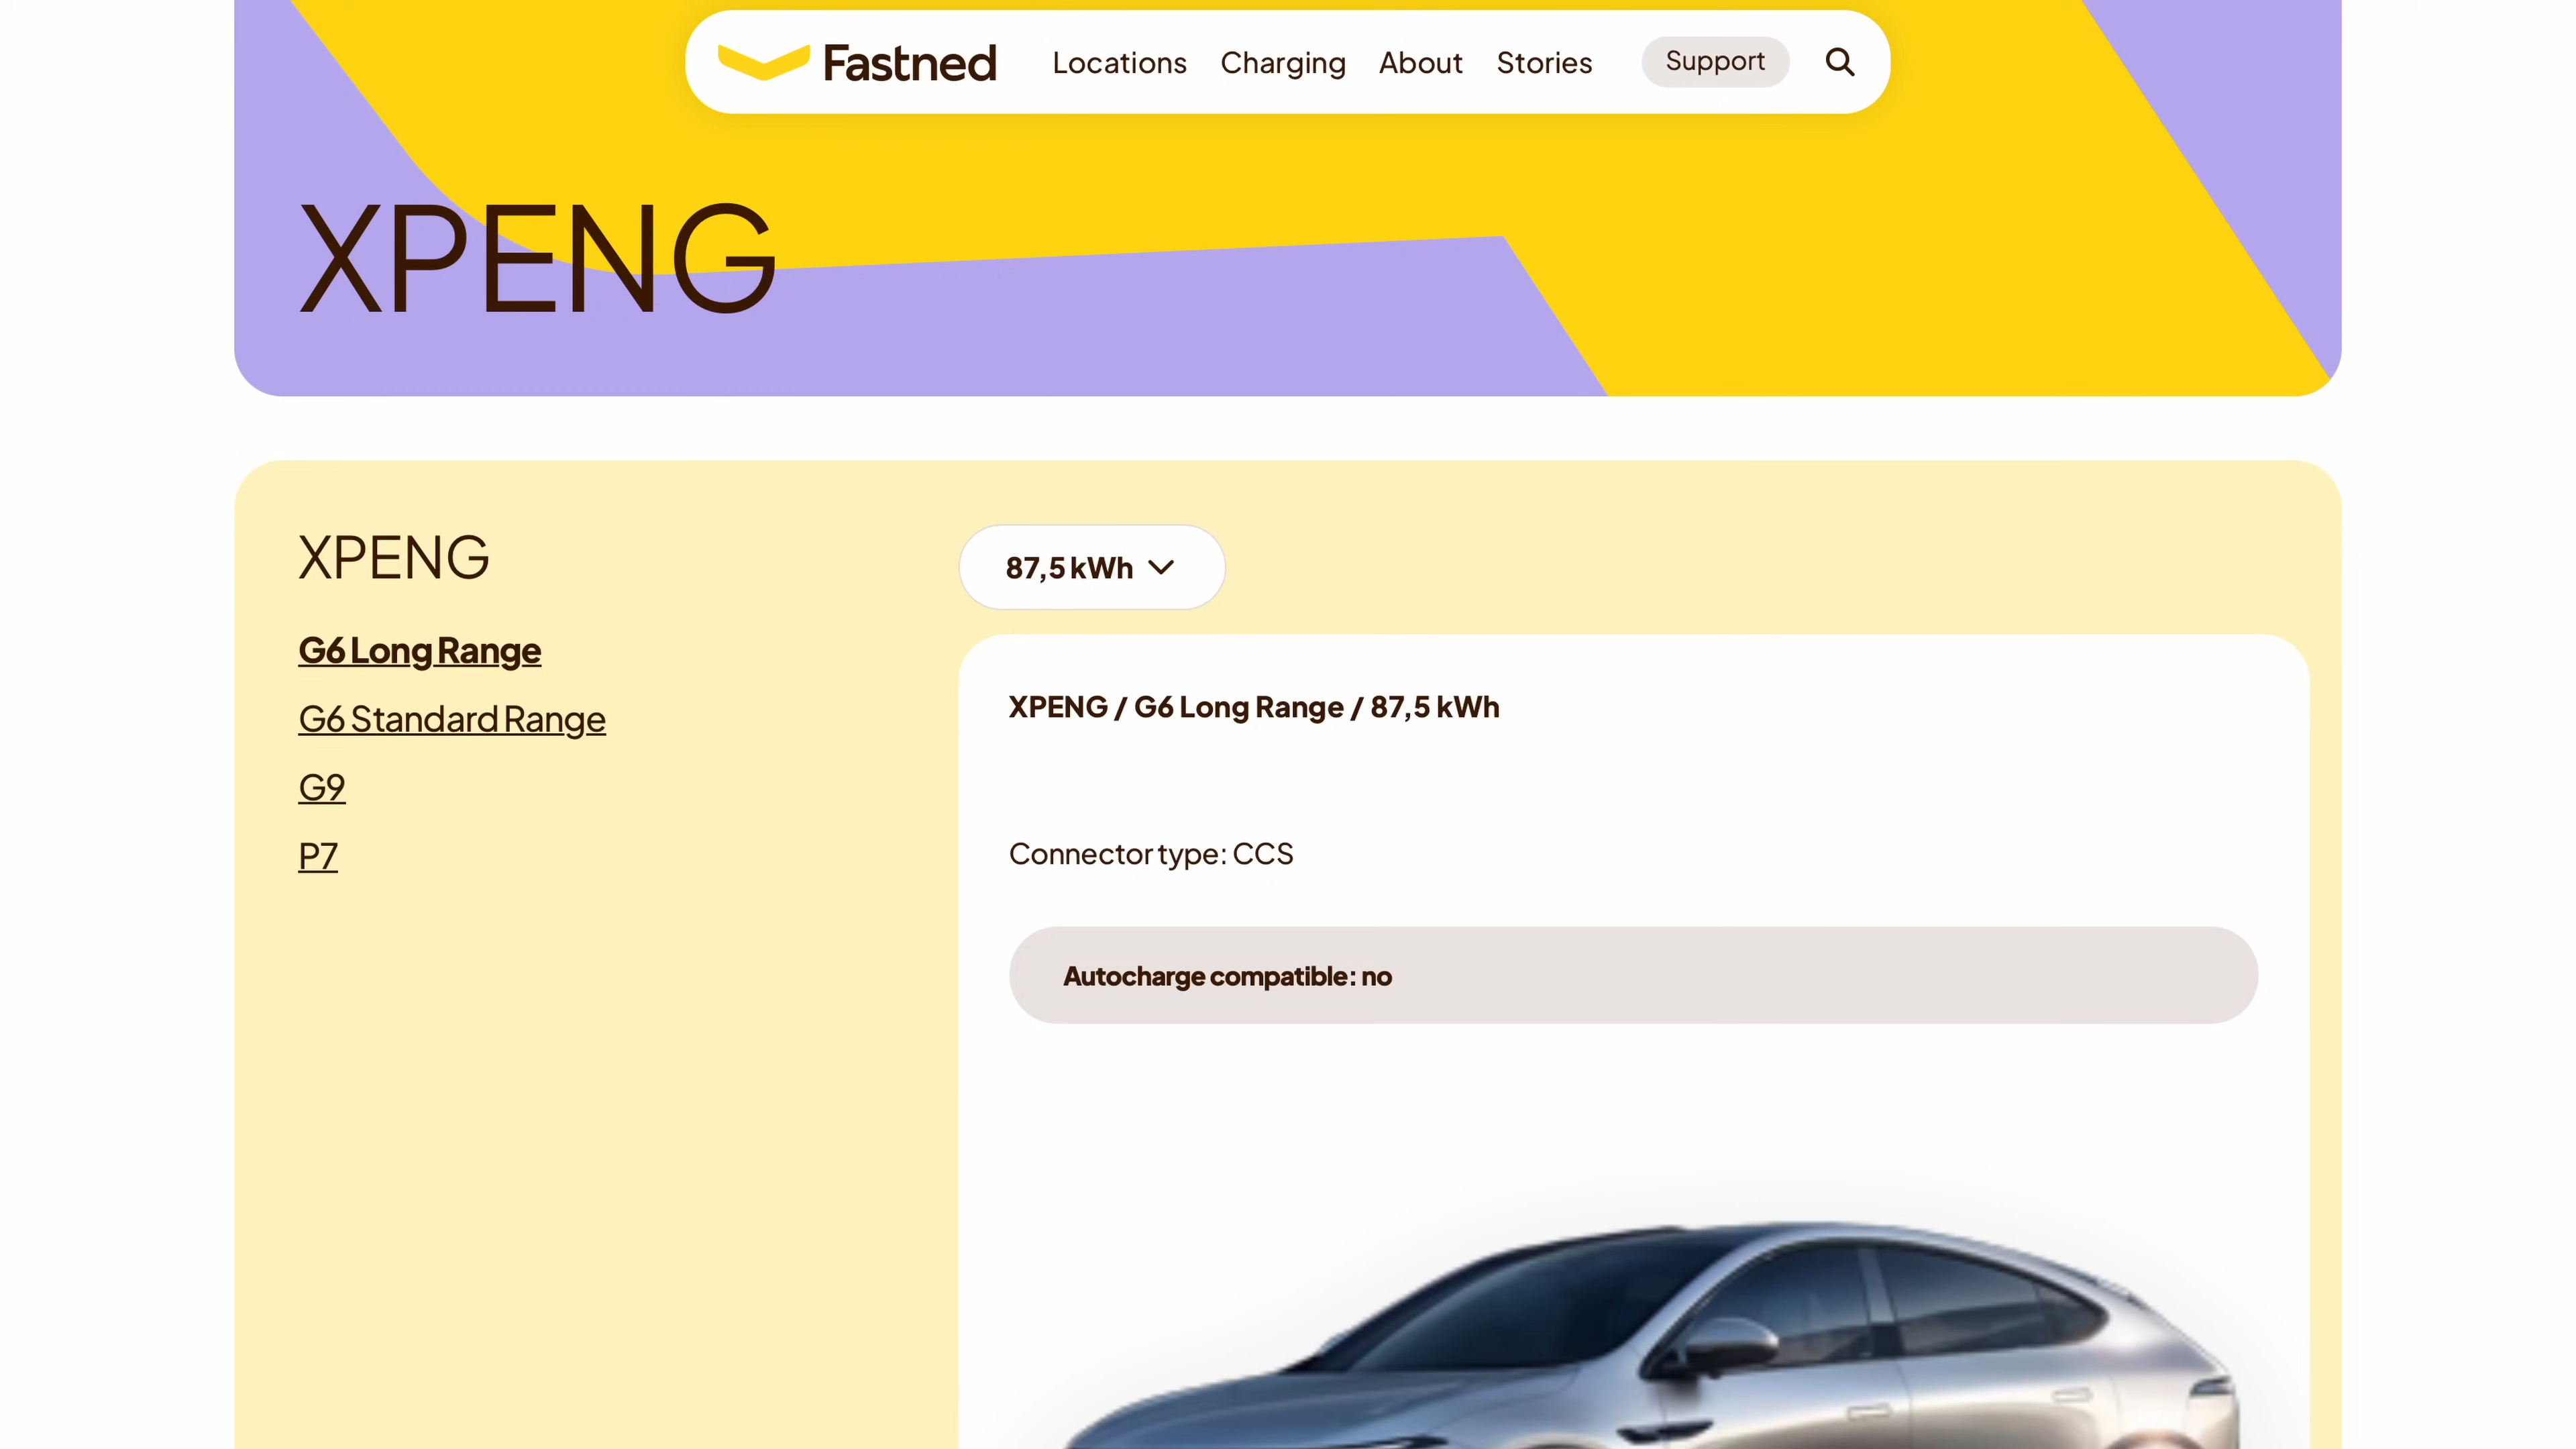 Fastned Locations Charging About Stories Support
XPENG
XPENG
G6 Long Range
G6 Standard Range
G9
P7
87,5 kWh
XPENG / G6 Long Range / 87,5 kWh
Connector type: CCS
Autocharge compatible: no